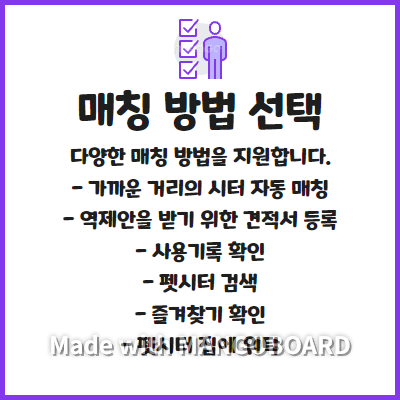 매칭 방법 선택
다양한 매칭 방법을 지원합니다.
- 가까운 거리의 시터 자동 매칭
- 역제안을 받기 위한 견적서 등록
- 사용기록 확인
- 펫시터 검색
- 즐겨찾기 확인
- 펫시터 집에 위탁
Made with MANGOBOARD